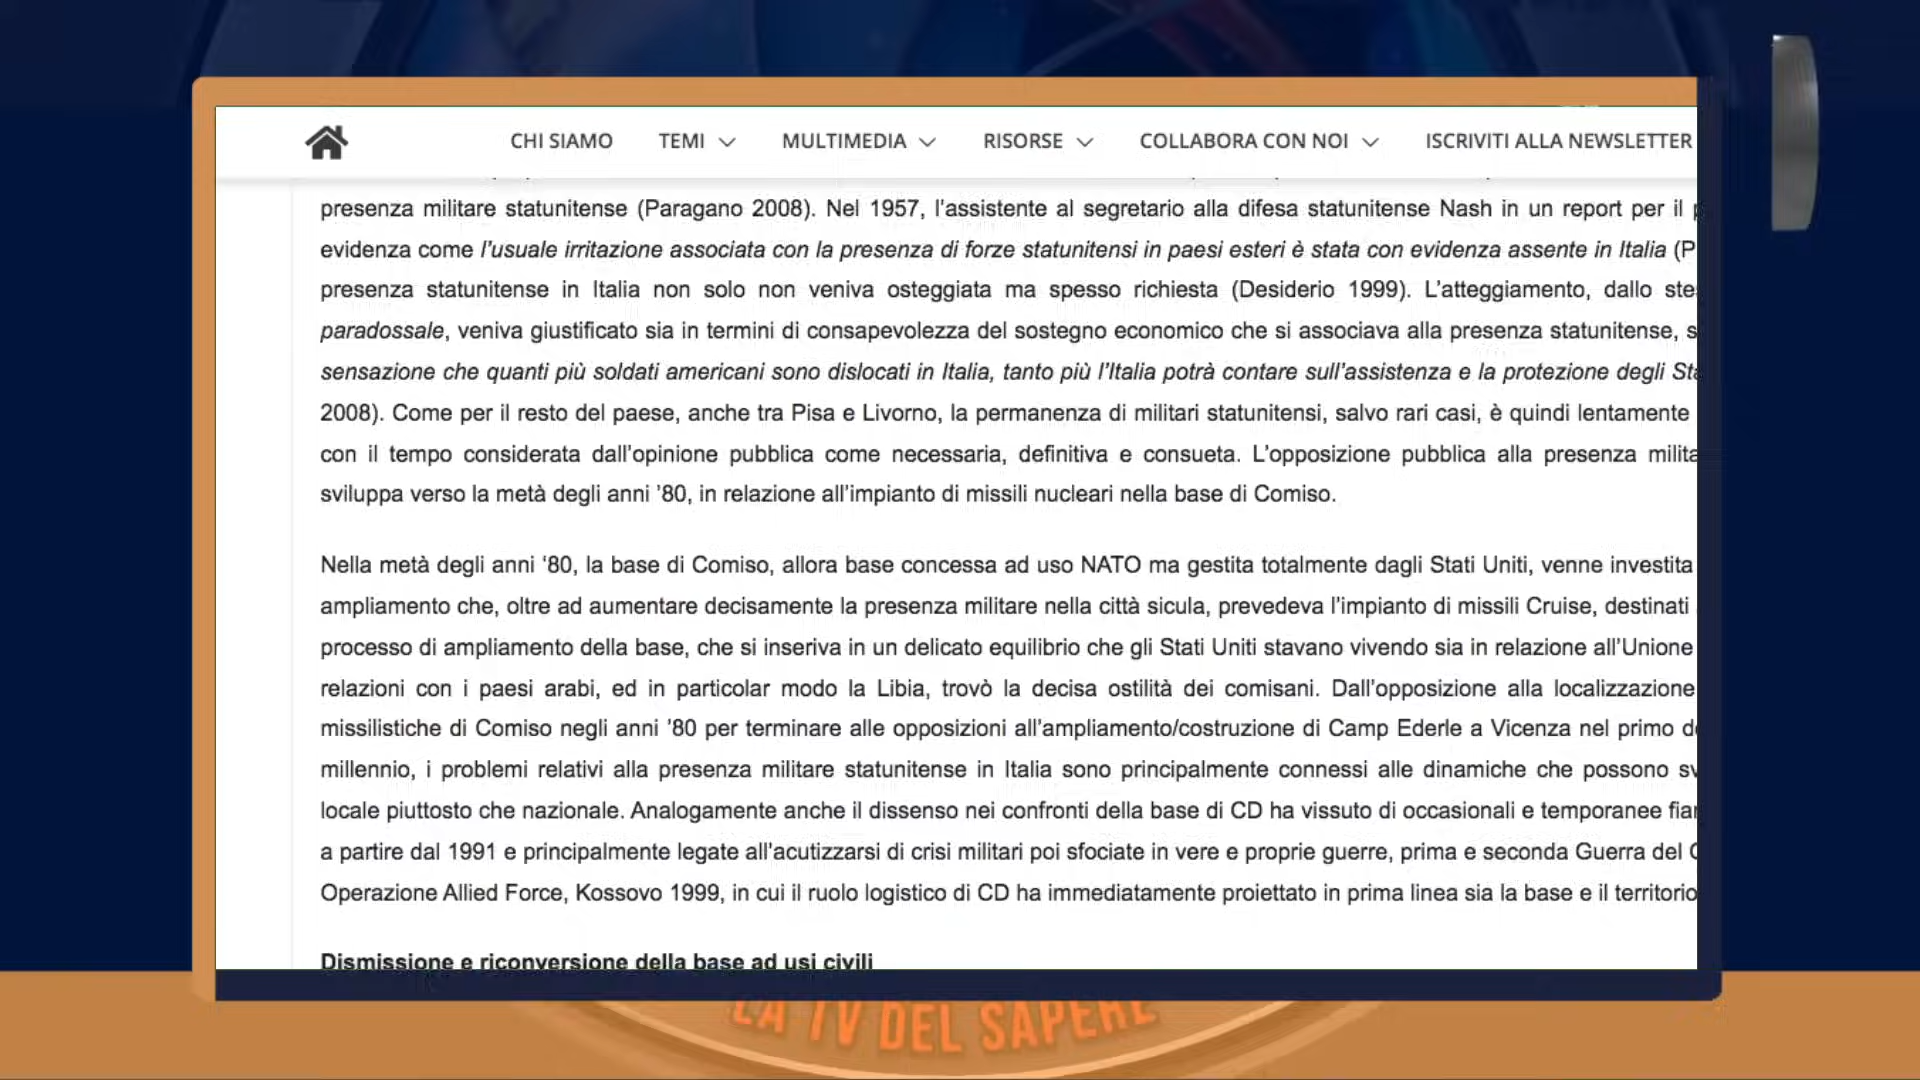 CHI SIAMO TEMI MULTIMEDIA RISORSE COLLABORA CON NOI ISCRIVITI ALLA NEWSLETTER
presenza militare statunitense (Paragano 2008). Nel 1957, l’assistente al segretario alla difesa statunitense Nash in un report per il
evidenza come l’usuale irritazione associata con la presenza di forze statunitensi in paesi esteri è stata con evidenza assente in Italia (P
presenza statunitense in Italia non solo non veniva osteggiata ma spesso richiesta (Desiderio 1999). L’atteggiamento, dallo
paradossale, veniva giustificato sia in termini di consapevolezza del sostegno economico che si associava alla presenza statunitense,
sensazione che quanti più soldati americani sono dislocati in Italia, tanto più l’Italia potrà contare sull’assistenza e la protezione degli
2008). Come per il resto del paese, anche tra Pisa e Livorno, la permanenza di militari statunitensi, salvo rari casi, è quindi lentamente
con il tempo considerata dall’opinione pubblica come necessaria, definitiva e consueta. L’opposizione pubblica alla presenza milita
sviluppa verso la metà degli anni ’80, in relazione all’impianto di missili nucleari nella base di Comiso.
Nella metà degli anni ‘80, la base di Comiso, allora base concessa ad uso NATO ma gestita totalmente dagli Stati Uniti, venne investita
ampliamento che, oltre ad aumentare decisamente la presenza militare nella città sicula, prevedeva l’impianto di missili Cruise, destinati
processo di ampliamento della base, che si inseriva in un delicato equilibrio che gli Stati Uniti stavano vivendo sia in relazione all’Unione
relazioni con i paesi arabi, ed in particolar modo la Libia, trovò la decisa ostilità dei comisani. Dall’opposizione alla localizzazione
missilistiche di Comiso negli anni ’80 per terminare alle opposizioni all’ampliamento/costruzione di Camp Ederle a Vicenza nel primo
millennio, i problemi relativi alla presenza militare statunitense in Italia sono principalmente connessi alle dinamiche che possono
locale piuttosto che nazionale. Analogamente anche il dissenso nei confronti della base di CD ha vissuto di occasionali e temporanee
a partire dal 1991 e principalmente legate all’acutizzarsi di crisi militari poi sfociate in vere e proprie guerre, prima e seconda Guerra del
Operazione Allied Force, Kossovo 1999, in cui il ruolo logistico di CD ha immediatamente proiettato in prima linea sia la base e il territorio
Dismissione e riconversione della base ad usi civili
LA TV DEL SAPERE